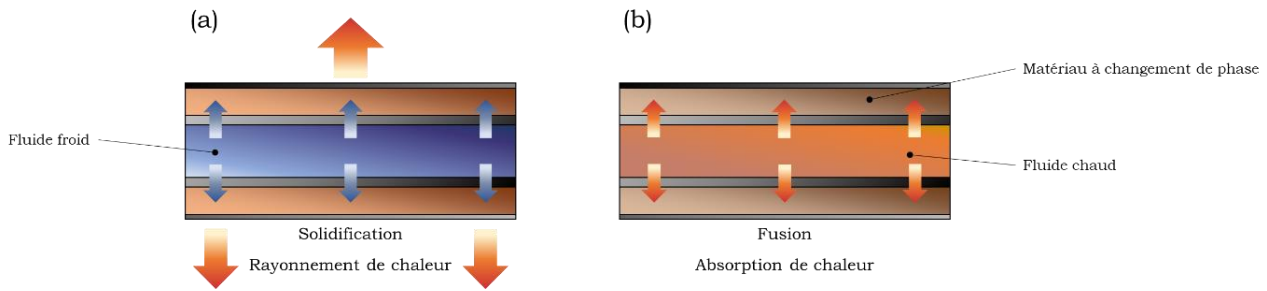 (a)
(b)
Matériau à changement de phase
Fluide froid
Fluide chaud
Solidification
Rayonnement de chaleur
Fusion
Absorption de chaleur